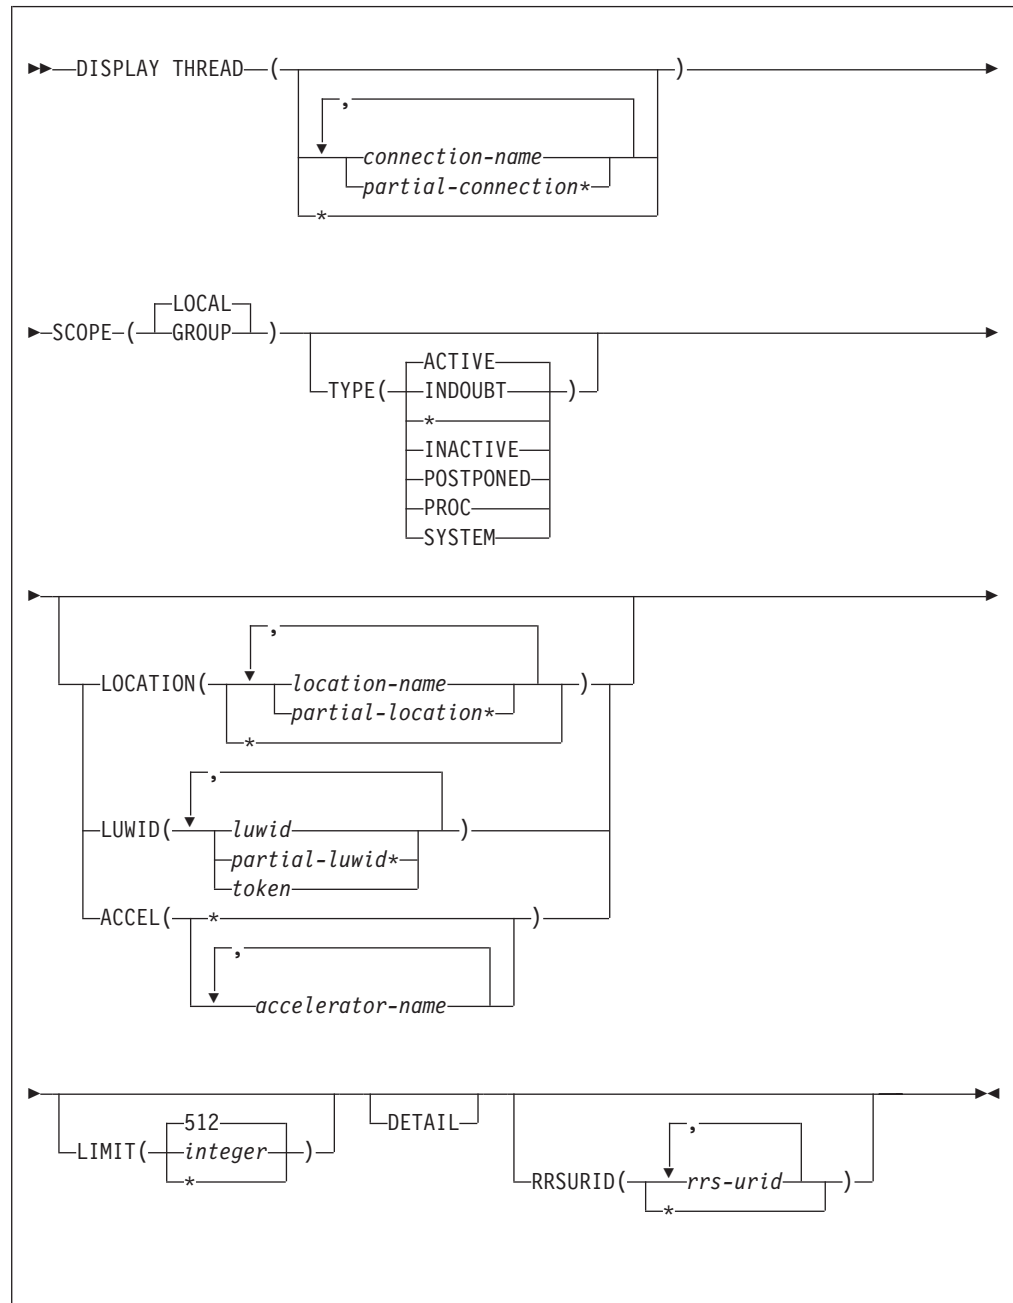 DISPLAY THREAD ( )
,
connection-name
partial-connection*
*
LOCAL
SCOPE ( GROUP )
ACTIVE
TYPE( INDOUBT )
*
INACTIVE
POSTPONED
PROC
SYSTEM
,
LOCATION( location-name )
partial-location*
*
,
LUWID( luwid )
partial-luwid*
token
ACCEL( * )
,
accelerator-name
512 DETAIL ,
LIMIT( integer ) RRSURID( rrs-urid )
* *